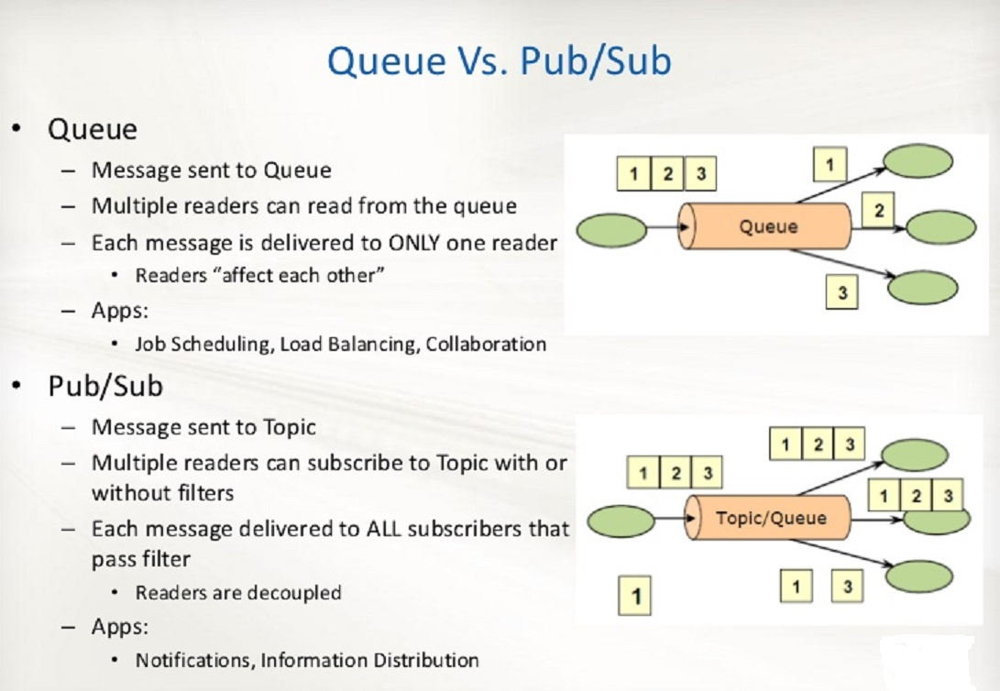 Queue Vs. Pub/Sub
• Queue
– Message sent to Queue
– Multiple readers can read from the queue
– Each message is delivered to ONLY one reader
• Readers “affect each other”
– Apps:
• Job Scheduling, Load Balancing, Collaboration
1 2 3
1
Queue
2
3
• Pub/Sub
– Message sent to Topic
– Multiple readers can subscribe to Topic with or
without filters
– Each message delivered to ALL subscribers that
pass filter
• Readers are decoupled
– Apps:
• Notifications, Information Distribution
1 2 3
1 2 3
1 2 3
Topic/Queue
1
1 3